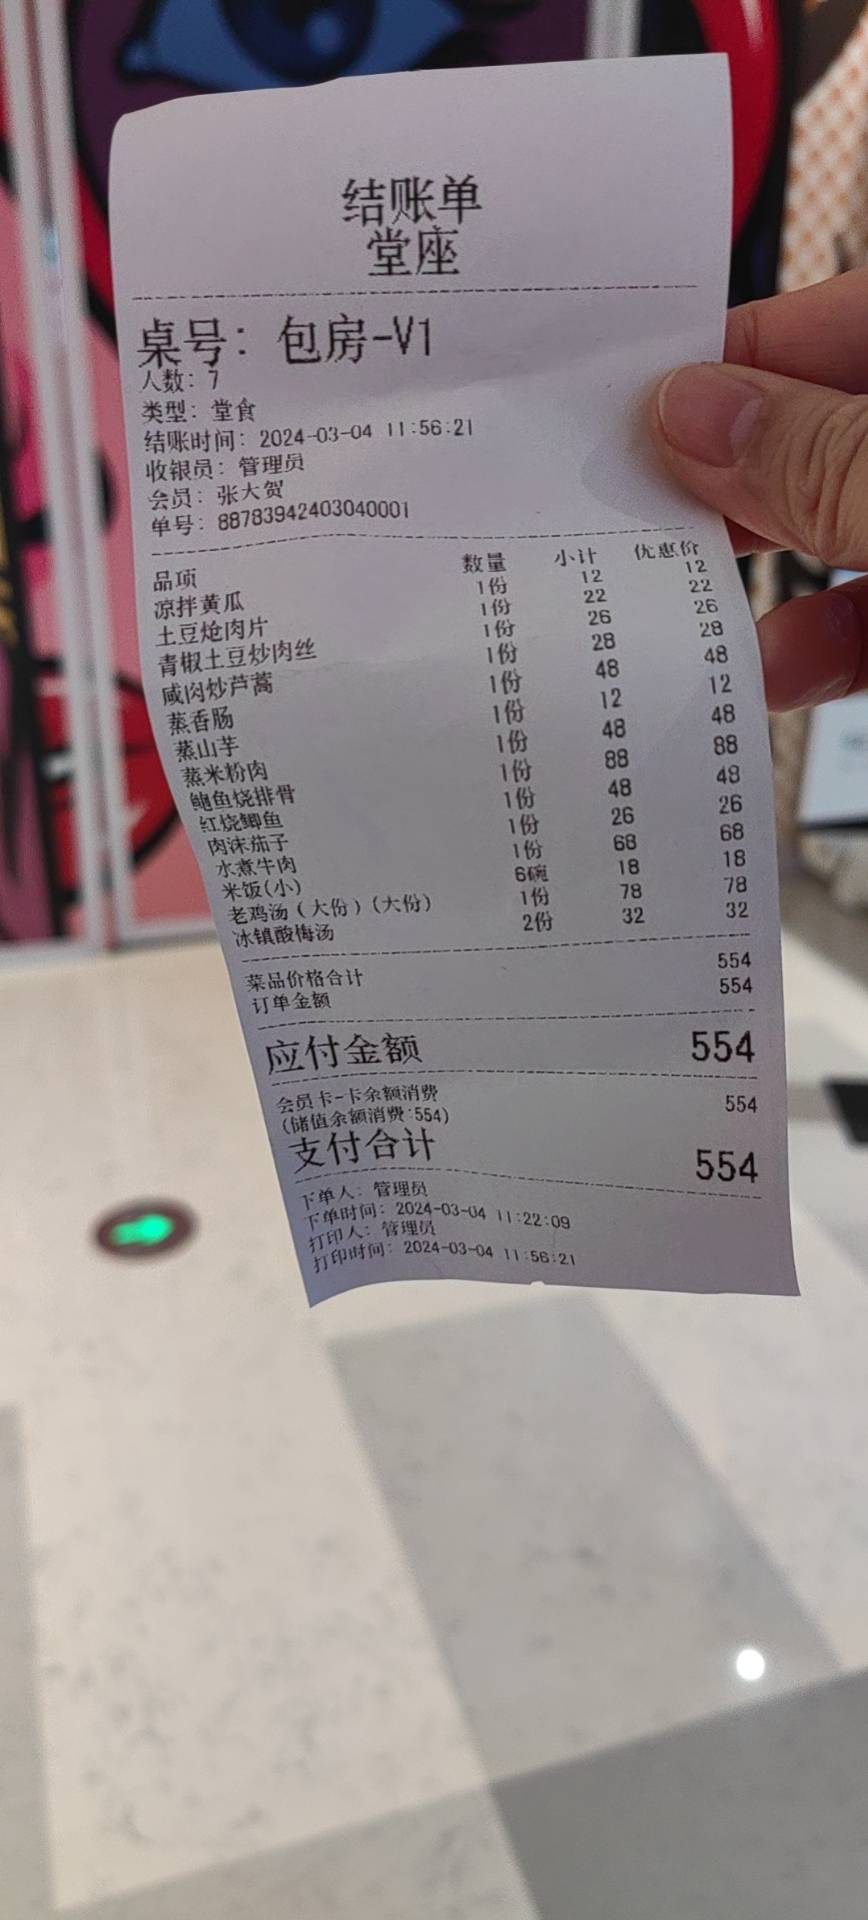 结账单
堂座
桌号: 包房-V1
人数: 7
类型: 堂食
结账时间: 2024-03-04 11:56:21
收银员: 管理员
会员: 张大贺
单号: 88783942403040001
品项 数量 小计 优惠价
凉拌黄瓜 1份 12 12
土豆炝肉片 1份 22 22
青椒土豆炒肉丝 1份 26 26
咸肉炒芦蒿 1份 28 28
蒸香肠 1份 48 48
蒸山芋 1份 12 12
蒸米粉肉 1份 48 48
鲍鱼烧排骨 1份 88 88
红烧鲫鱼 1份 48 48
肉沫茄子 1份 26 26
水煮牛肉 1份 68 68
米饭(小) 6碗 18 18
老鸡汤（大份）(大份) 1份 78 78
冰镇酸梅汤 2份 32 32
菜品价格合计 554
订单金额 554
应付金额 554
会员卡-卡余额消费 554
(储值余额消费:554)
支付合计 554
下单人: 管理员
下单时间: 2024-03-04 11:22:09
打印人: 管理员
打印时间: 2024-03-04 11:56:21